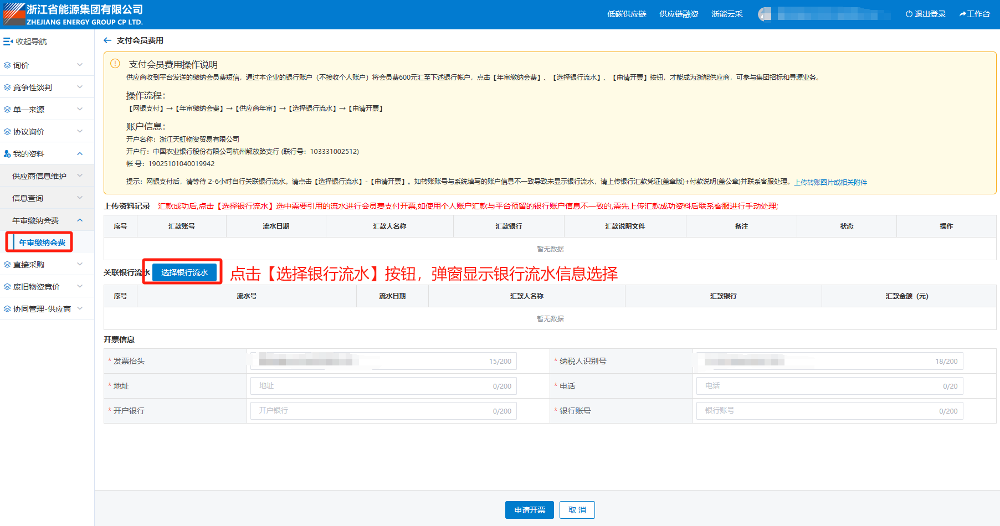 浙江省能源集团有限公司
ZHEJIANG ENERGY GROUP CP LTD.
低碳供应链
供应链融资
浙能云采
退出登录
工作台
收起导航
询价
竞争性谈判
单一来源
协议询价
我的资料
供应商信息维护
信息查询
年审缴纳会费
年审缴纳会费
直接采购
废旧物资竞价
协同管理-供应商
支付会员费用
支付会员费用操作说明
供应商收到平台发送的缴纳会员费短信，通过本企业的银行账户（不接收个人账户）将会员费600元汇至下述银行帐户，点击【年审缴纳会费】、【选择银行流水】、【申请开票】按钮，才能成为浙能供应商，可参与集团招标和寻源业务。
操作流程：
【网银支付】→【年审缴纳会费】→【供应商年审】→【选择银行流水】→【申请开票】
账户信息：
开户名称：浙江天虹物资贸易有限公司
开户行：中国农业银行股份有限公司杭州解放路支行 (联行号：103331002512)
帐 号：19025101040019942
提示：网银支付后，请等待 2-6小时自行关联银行流水。请点击【选择银行流水】-【申请开票】。如转账账号与系统填写的账户信息不一致导致未显示银行流水，请上传银行汇款凭证(盖章版)+付款说明(盖公章)并联系客服处理。 上传转账图片或相关附件
上传资料记录 汇款成功后,点击【选择银行流水】选中需要引用的流水进行会员费支付开票,如使用个人账户汇款与平台预留的银行账户信息不一致的,需先上传汇款成功资料后联系客服进行手动处理;
序号 汇款账号 流水日期 汇款人名称 汇款银行 汇款说明文件 备注 状态 操作
暂无数据
关联银行流水 选择银行流水 点击【选择银行流水】按钮，弹窗显示银行流水信息选择
序号 流水号 流水日期 汇款人名称 汇款银行 汇款金额（元）
暂无数据
开票信息
* 发票抬头 15/200 * 纳税人识别号 18/200
* 地址 地址 0/200 * 电话 电话 0/20
* 开户银行 开户银行 0/200 * 银行账号 银行账号 0/200
申请开票 取 消